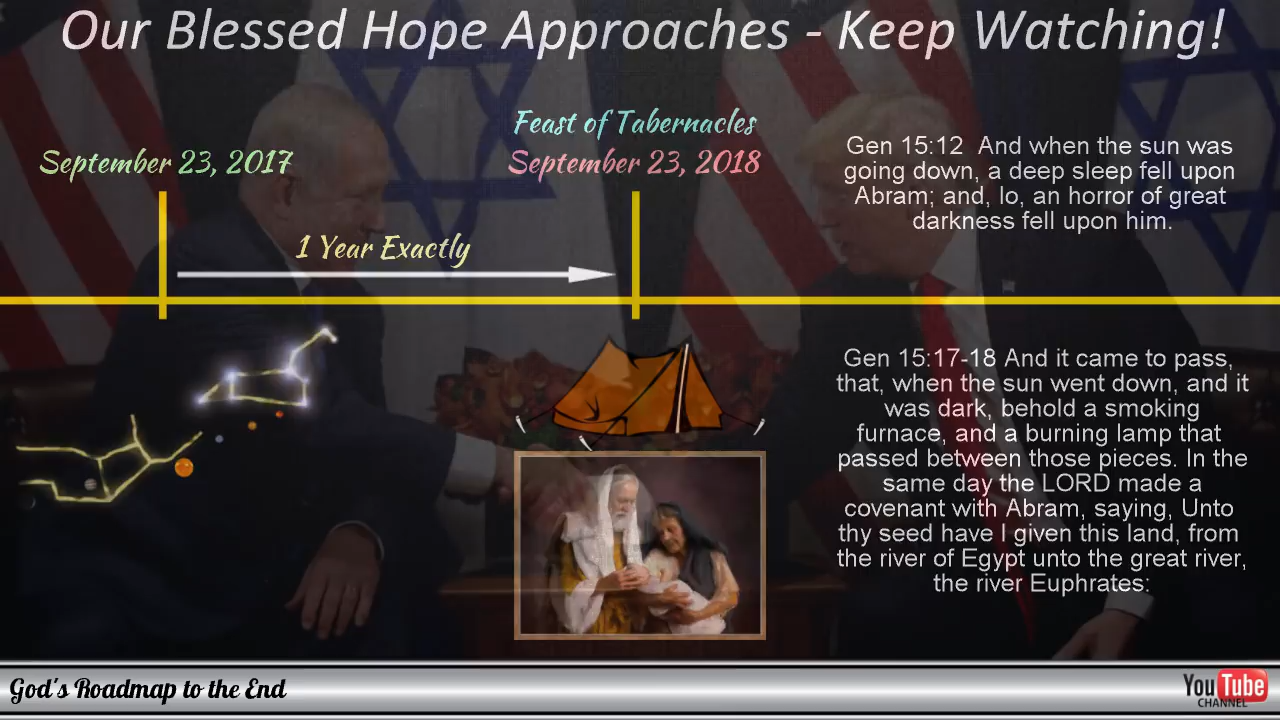 Our Blessed Hope Approaches - Keep Watching!
Feast of Tabernacles
September 23, 2017
September 23, 2018
1 Year Exactly
Gen 15:12  And when the sun was
going down, a deep sleep fell upon
Abram; and, lo, an horror of great
darkness fell upon him.
Gen 15:17-18 And it came to pass,
that, when the sun went down, and it
was dark, behold a smoking
furnace, and a burning lamp that
passed between those pieces. In the
same day the LORD made a
covenant with Abram, saying, Unto
thy seed have I given this land, from
the river of Egypt unto the great river,
the river Euphrates:
God's Roadmap to the End
YouTube
CHANNEL